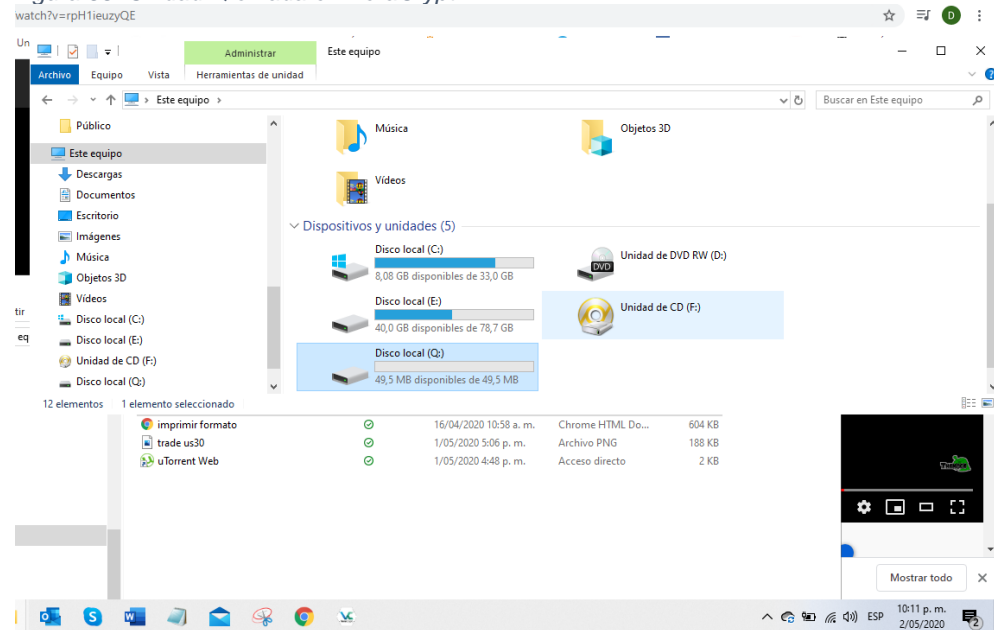 watch?v=rpH1ieuzyQE
D
Un
Administrar
Este equipo
Archivo Equipo Vista Herramientas de unidad
Este equipo
Buscar en Este equipo
Público
Este equipo
Descargas
Documentos
Escritorio
Imágenes
Música
Objetos 3D
Vídeos
Disco local (C:)
Disco local (E:)
Unidad de CD (F:)
Disco local (Q:)
Música
Objetos 3D
Vídeos
Dispositivos y unidades (5)
Disco local (C:)
8,08 GB disponibles de 33,0 GB
Unidad de DVD RW (D:)
DVD
Disco local (E:)
40,0 GB disponibles de 78,7 GB
Unidad de CD (F:)
Disco local (Q:)
49,5 MB disponibles de 49,5 MB
tir
eq
12 elementos 1 elemento seleccionado
imprimir formato 16/04/2020 10:58 a. m. Chrome HTML Do... 604 KB
trade us30 1/05/2020 5:06 p. m. Archivo PNG 188 KB
uTorrent Web 1/05/2020 4:48 p. m. Acceso directo 2 KB
Mostrar todo
ESP
10:11 p. m.
2/05/2020
2